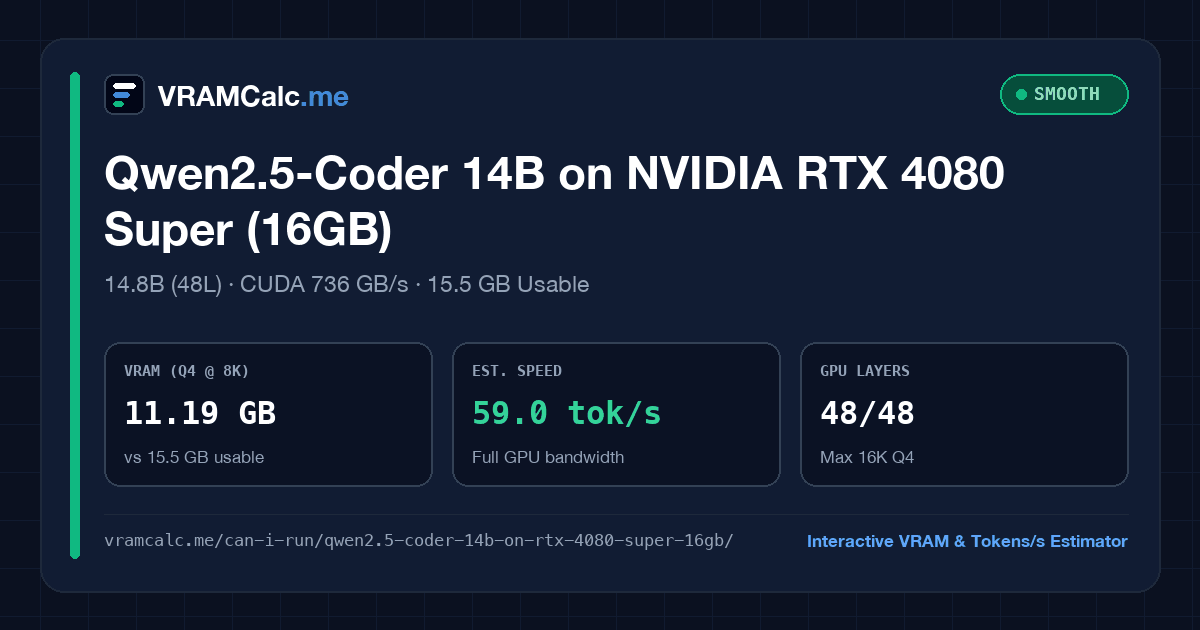 VRAMCalc.me
SMOOTH
Qwen2.5-Coder 14B on NVIDIA RTX 4080
Super (16GB)
14.8B (48L) · CUDA 736 GB/s · 15.5 GB Usable
VRAM (Q4 @ 8K)
11.19 GB
vs 15.5 GB usable
EST. SPEED
59.0 tok/s
Full GPU bandwidth
GPU LAYERS
48/48
Max 16K Q4
vramcalc.me/can-i-run/qwen2.5-coder-14b-on-rtx-4080-super-16gb/
Interactive VRAM & Tokens/s Estimator